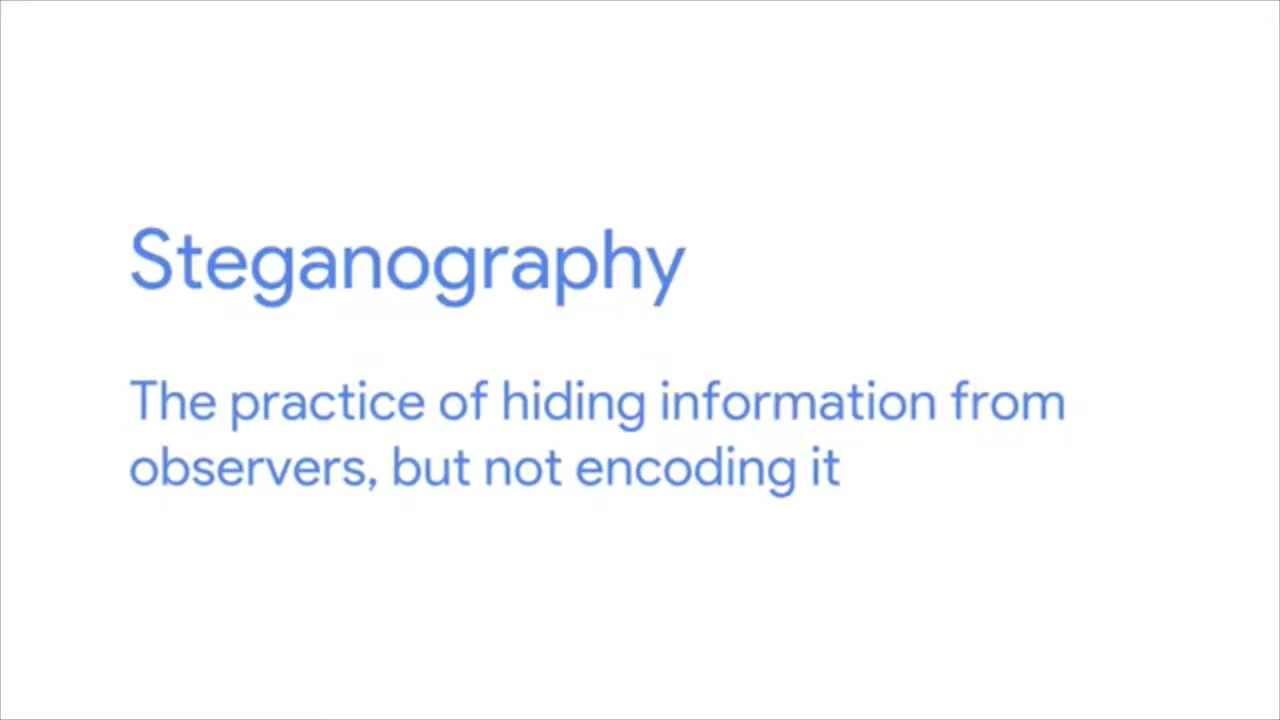 Steganography
The practice of hiding information from
observers, but not encoding it